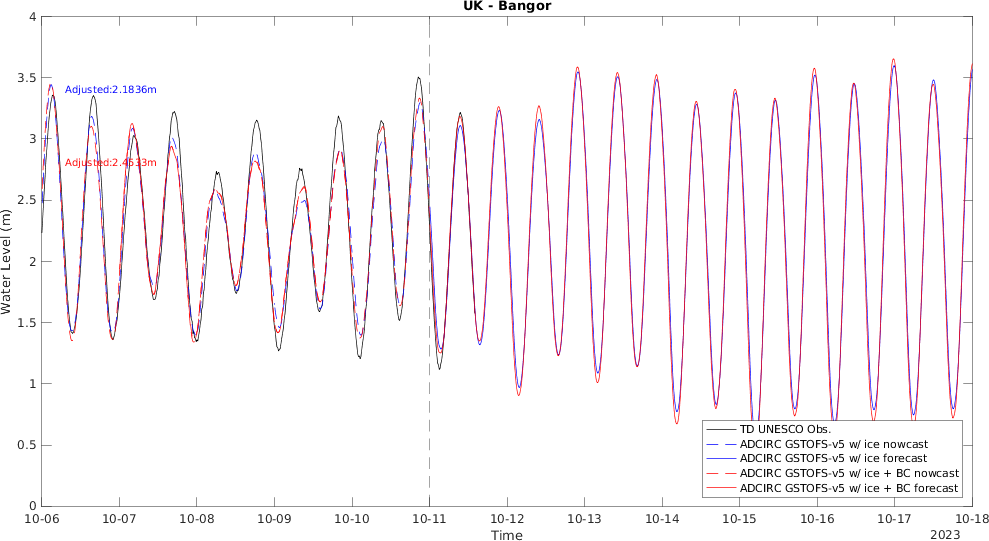 UK - Bangor
4
3.5
3
2.5
2
1.5
1
0.5
0
Water Level (m)
Adjusted:2.1836m
Adjusted:2.4533m
TD UNESCO Obs.
ADCIRC GSTOFS-v5 w/ ice nowcast
ADCIRC GSTOFS-v5 w/ ice forecast
ADCIRC GSTOFS-v5 w/ ice + BC nowcast
ADCIRC GSTOFS-v5 w/ ice + BC forecast
10-06 10-07 10-08 10-09 10-10 10-11 10-12 10-13 10-14 10-15 10-16 10-17 10-18
Time
2023